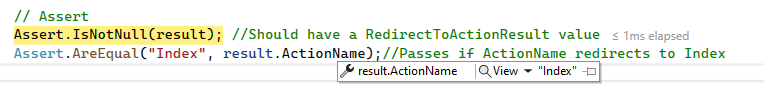 // Assert
Assert.IsNotNull(result); //Should have a RedirectToActionResult value ≤ 1ms elapsed
Assert.AreEqual("Index", result.ActionName);//Passes if ActionName redirects to Index
result.ActionName View "Index"